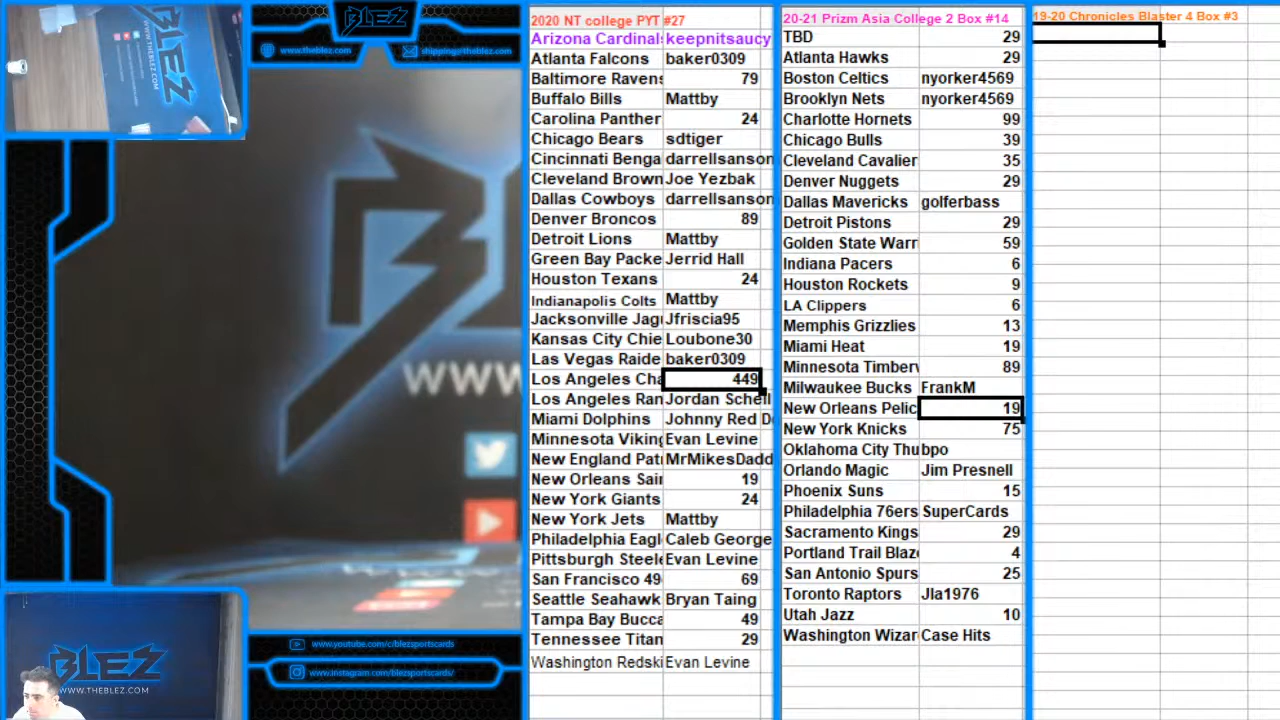 BLEZ
www.theblez.com
shipping@theblez.com
BLEZ
WWW
2020 NT college PYT #27
Arizona Cardinals keepnitsaucy
Atlanta Falcons baker0309
Baltimore Ravens 79
Buffalo Bills Mattby
Carolina Panther 24
Chicago Bears sdtiger
Cincinnati Benga darrellsanson
Cleveland Brown Joe Yezbak
Dallas Cowboys darrellsanson
Denver Broncos 89
Detroit Lions Mattby
Green Bay Packe Jerrid Hall
Houston Texans 24
Indianapolis Colts Mattby
Jacksonville Jagu Jfriscia95
Kansas City Chie Loubone30
Las Vegas Raide baker0309
Los Angeles Cha 449
Los Angeles Ran Jordan Schell
Miami Dolphins Johnny Red D
Minnesota Viking Evan Levine
New England Pat MrMikesDadd
New Orleans Sai 19
New York Giants 24
New York Jets Mattby
Philadelphia Eagl Caleb George
Pittsburgh Steele Evan Levine
San Francisco 49 69
Seattle Seahawk Bryan Taing
Tampa Bay Bucca 49
Tennessee Titan 29
Washington Redski Evan Levine
20-21 Prizm Asia College 2 Box #14
TBD 29
Atlanta Hawks 29
Boston Celtics nyorker4569
Brooklyn Nets nyorker4569
Charlotte Hornets 99
Chicago Bulls 39
Cleveland Cavalier 35
Denver Nuggets 29
Dallas Mavericks golferbass
Detroit Pistons 29
Golden State Warr 59
Indiana Pacers 6
Houston Rockets 9
LA Clippers 6
Memphis Grizzlies 13
Miami Heat 19
Minnesota Timberv 89
Milwaukee Bucks FrankM
New Orleans Pelic 19
New York Knicks 75
Oklahoma City Thu bpo
Orlando Magic Jim Presnell
Phoenix Suns 15
Philadelphia 76ers SuperCards
Sacramento Kings 29
Portland Trail Blaze 4
San Antonio Spurs 25
Toronto Raptors Jla1976
Utah Jazz 10
Washington Wizar Case Hits
19-20 Chronicles Blaster 4 Box #3
BLEZ
WWW.THEBLEZ.COM
www.youtube.com/c/blezsportscards
www.instagram.com/blezsportscards/